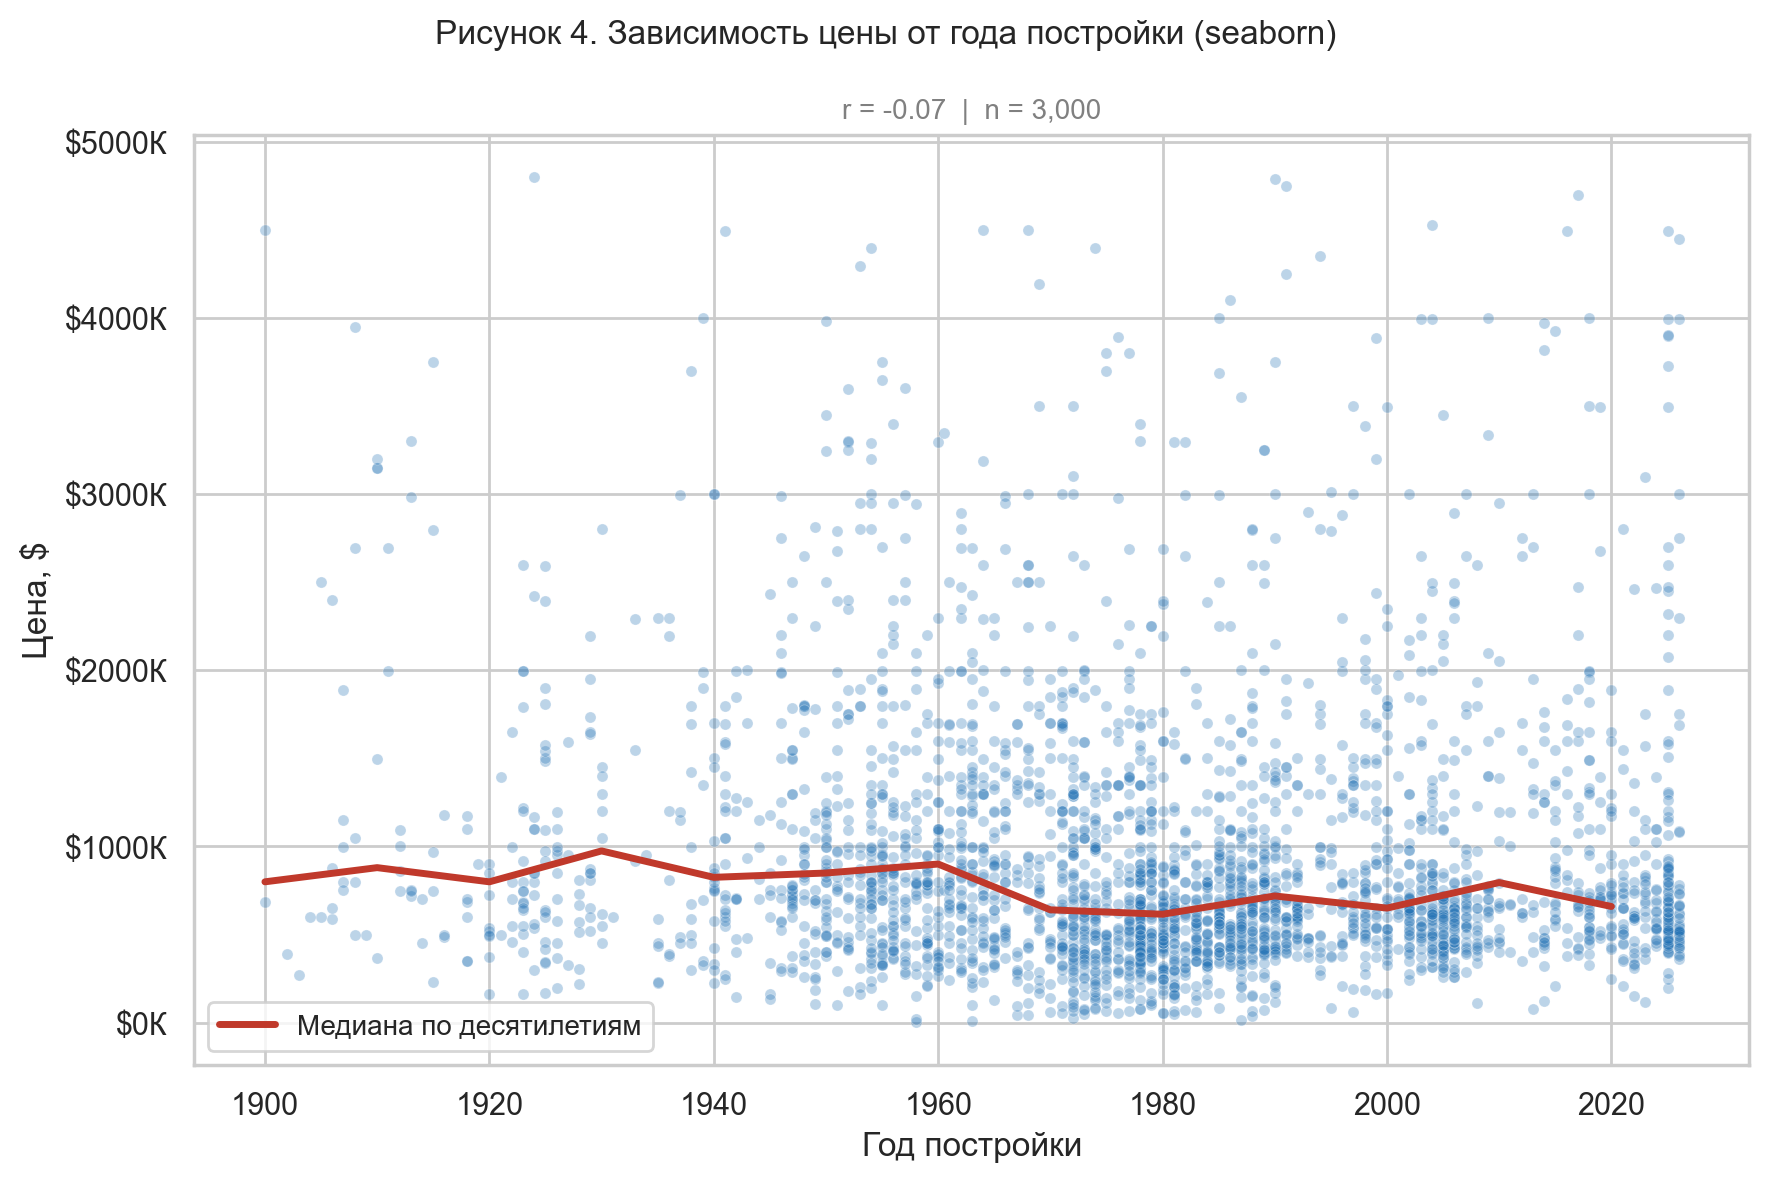 Рисунок 4. Зависимость цены от года постройки (seaborn)
r = -0.07 | n = 3,000
$5000K
$4000K
$3000K
$2000K
$1000K
$0K
Цена, $
Медиана по десятилетиям
1900 1920 1940 1960 1980 2000 2020
Год постройки